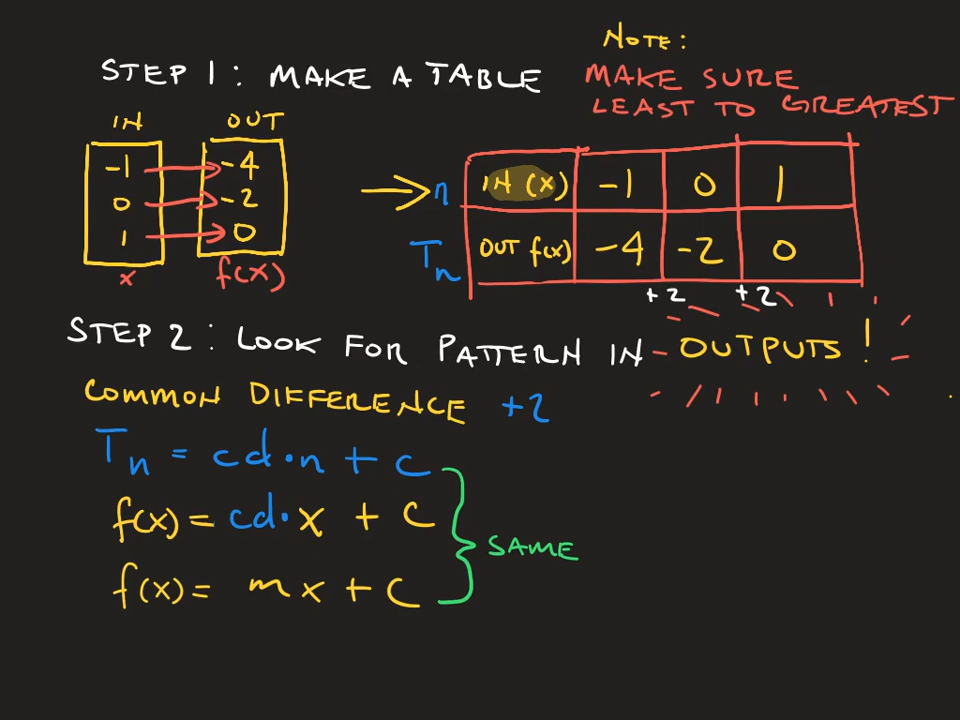 NOTE:
STEP 1: MAKE A TABLE
MAKE SURE
LEAST TO GREATEST
IN OUT
-1 -4
0 -2
1 0
x f(x)
n IN (x) -1 0 1
Tn OUT f(x) -4 -2 0
+2 +2
STEP 2: LOOK FOR PATTERN IN OUTPUTS!
COMMON DIFFERENCE +2
Tn = cd·n + c
f(x) = cd·x + c
SAME
f(x) = mx + c